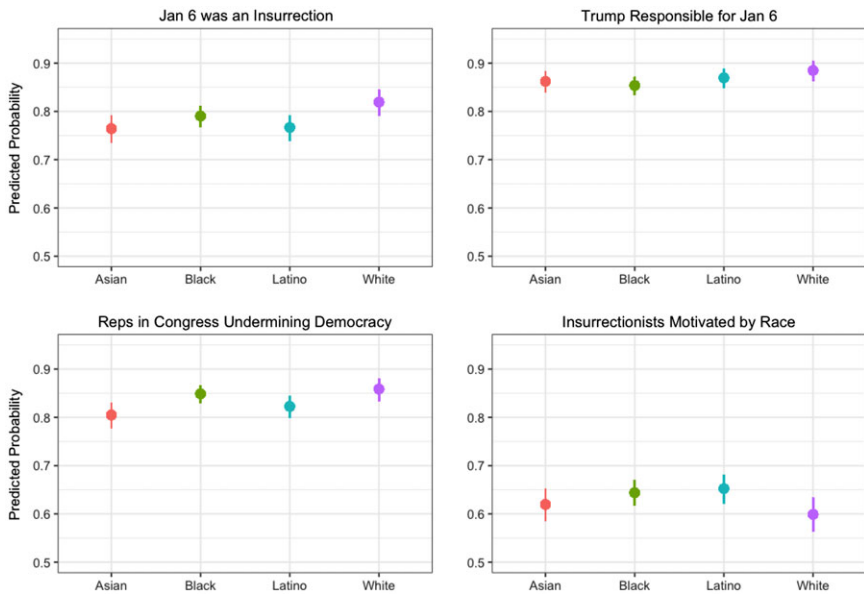 Jan 6 was an Insurrection
Trump Responsible for Jan 6
Predicted Probability
0.9
0.8
0.7
0.6
0.5
Asian Black Latino White
0.9
0.8
0.7
0.6
0.5
Asian Black Latino White
Reps in Congress Undermining Democracy
Insurrectionists Motivated by Race
Predicted Probability
0.9
0.8
0.7
0.6
0.5
Asian Black Latino White
0.9
0.8
0.7
0.6
0.5
Asian Black Latino White